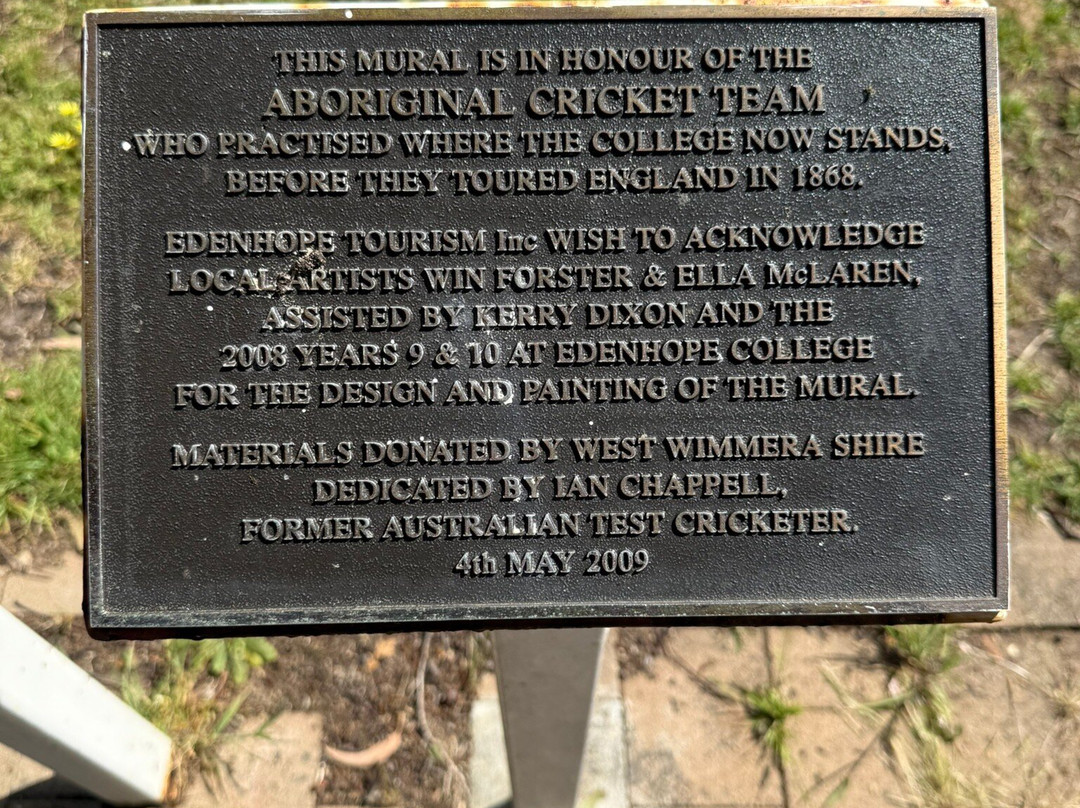 THIS MURAL IS IN HONOUR OF THE
ABORIGINAL CRICKET TEAM
WHO PRACTISED WHERE THE COLLEGE NOW STANDS,
BEFORE THEY TOURED ENGLAND IN 1868.
EDENHOPE TOURISM Inc WISH TO ACKNOWLEDGE
LOCAL ARTISTS WIN FORSTER & ELLA McLAREN,
ASSISTED BY KERRY DIXON AND THE
2008 YEARS 9 & 10 AT EDENHOPE COLLEGE
FOR THE DESIGN AND PAINTING OF THE MURAL.
MATERIALS DONATED BY WEST WIMMERA SHIRE
DEDICATED BY IAN CHAPPELL,
FORMER AUSTRALIAN TEST CRICKETER.
4th MAY 2009